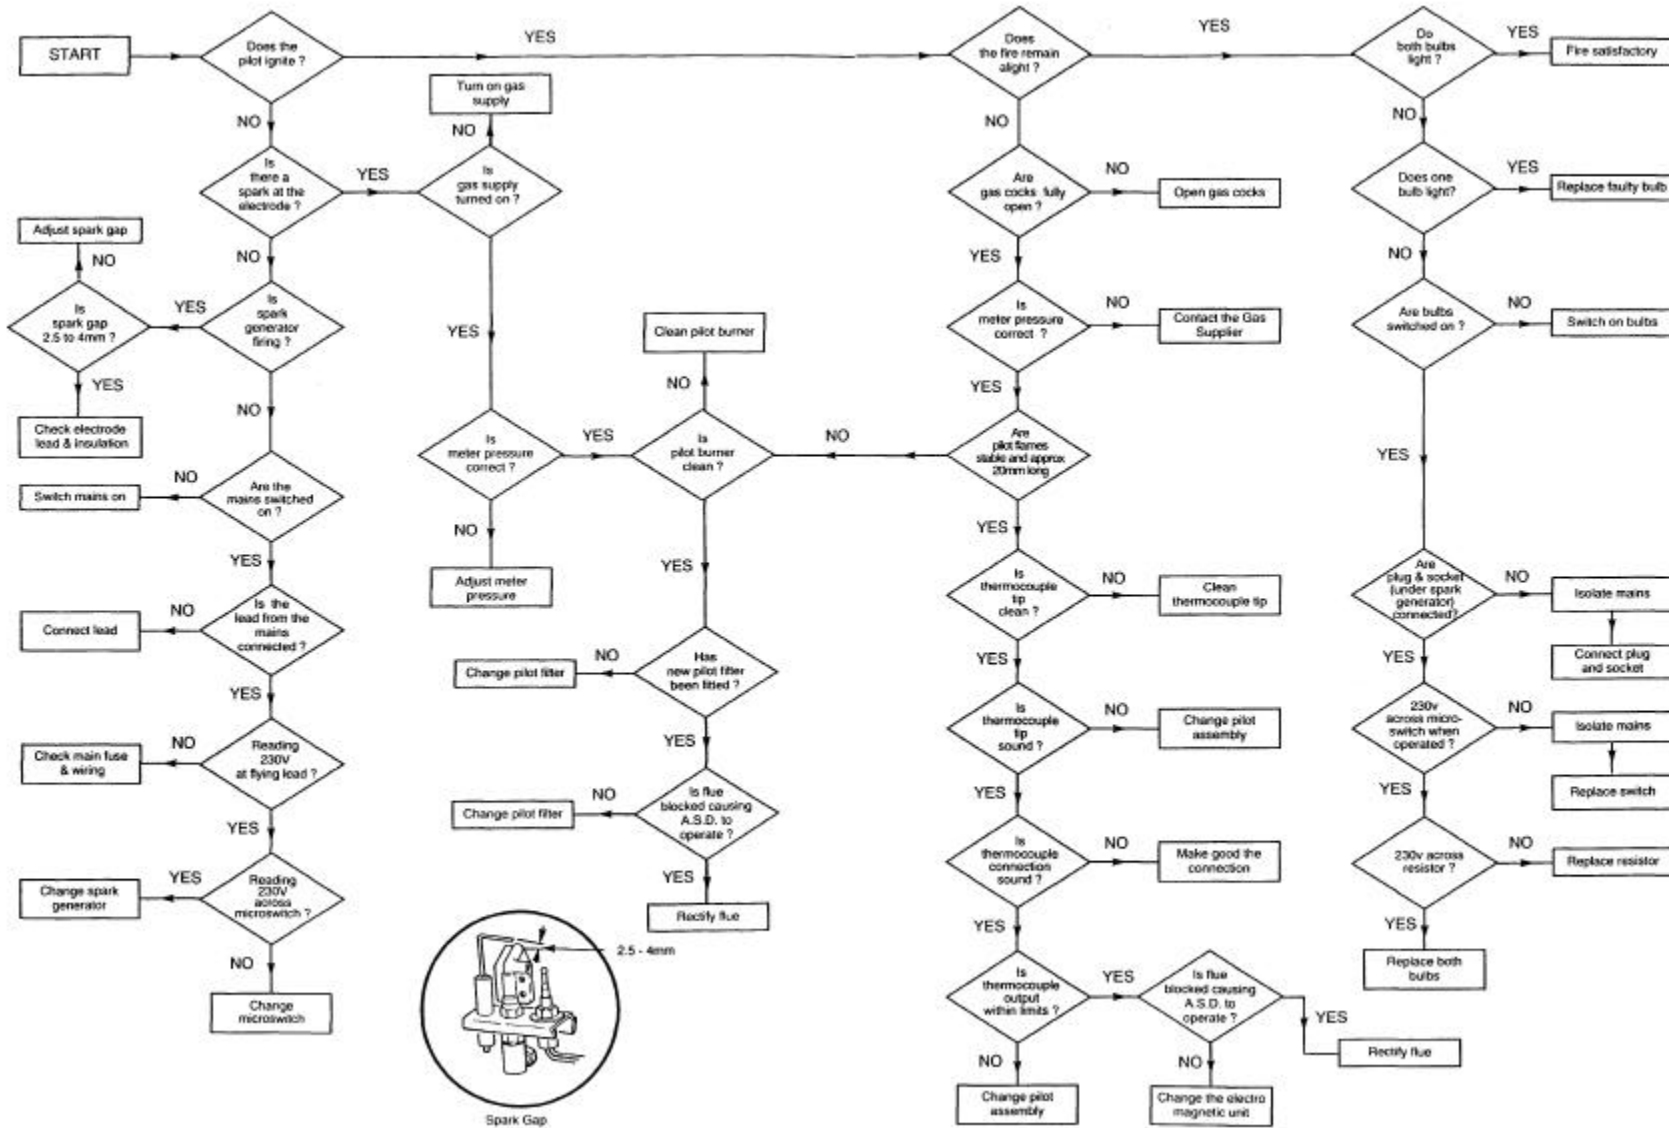 START
Does the
pilot ignite ?
YES
Does
the fire remain
alight ?
YES
Do
both bulbs
light ?
YES
Fire satisfactory
NO
Turn on gas
supply
NO
NO
NO
Is
there a
spark at the
electrode ?
YES
Is
gas supply
turned on ?
Are
gas cocks fully
open ?
NO
Open gas cocks
Does one
bulb light?
YES
Replace faulty bulb
Adjust spark gap
NO
NO
YES
NO
Is
spark gap
2.5 to 4mm ?
YES
Is
spark
generator
firing ?
YES
Is
meter pressure
correct ?
NO
Contact the Gas
Supplier
Are bulbs
switched on ?
NO
Switch on bulbs
YES
Clean pilot burner
NO
YES
NO
Check electrode
lead & insulation
Is
meter pressure
correct ?
YES
Is
pilot burner
clean ?
NO
Are
pilot flames
stable and approx
20mm long
YES
Switch mains on
NO
Are the
mains switched
on ?
NO
YES
YES
YES
Adjust meter
pressure
Is
thermocouple
tip
clean ?
NO
Clean
thermocouple tip
Are
plug & socket
(under spark
generator)
connected?
NO
Isolate mains
Connect plug
and socket
Connect lead
NO
Is the
lead from the
mains
connected ?
YES
YES
YES
Change pilot filter
NO
Has
new pilot filter
been fitted ?
Is
thermocouple
tip
sound ?
NO
Change pilot
assembly
230v
across micro-
switch when
operated ?
NO
Isolate mains
Replace switch
Check main fuse
& wiring
NO
Reading
230V
at flying lead ?
YES
YES
YES
YES
Change pilot filter
NO
Is flue
blocked causing
A.S.D. to
operate ?
Is
thermocouple
connection
sound ?
NO
Make good the
connection
230v across
resistor ?
NO
Replace resistor
Change spark
generator
YES
Reading
230V
across
microswitch ?
YES
Rectify flue
YES
YES
NO
Change
microswitch
2.5 - 4mm
Spark Gap
Replace both
bulbs
Is
thermocouple
output
within limits ?
YES
Is flue
blocked causing
A.S.D. to
operate ?
YES
Rectify flue
NO
Change pilot
assembly
NO
Change the electro
magnetic unit